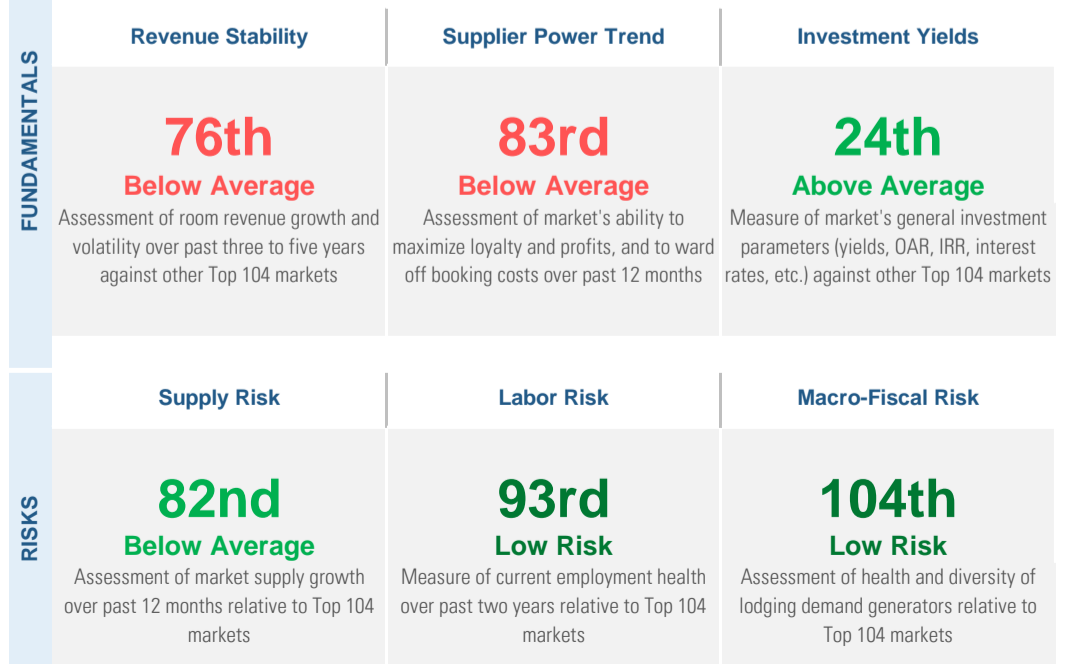 FUNDAMENTALS
Revenue Stability
Supplier Power Trend
Investment Yields
76th
Below Average
Assessment of room revenue growth and
volatility over past three to five years
against other Top 104 markets
83rd
Below Average
Assessment of market's ability to
maximize loyalty and profits, and to ward
off booking costs over past 12 months
24th
Above Average
Measure of market's general investment
parameters (yields, OAR, IRR, interest
rates, etc.) against other Top 104 markets
RISKS
Supply Risk
Labor Risk
Macro-Fiscal Risk
82nd
Below Average
Assessment of market supply growth
over past 12 months relative to Top 104
markets
93rd
Low Risk
Measure of current employment health
over past two years relative to Top 104
markets
104th
Low Risk
Assessment of health and diversity of
lodging demand generators relative to
Top 104 markets